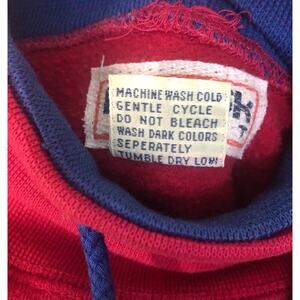 MACHINE WASH COLD
GENTLE CYCLE
DO NOT BLEACH
WASH DARK COLORS
SEPERATELY
TUMBLE DRY LOW